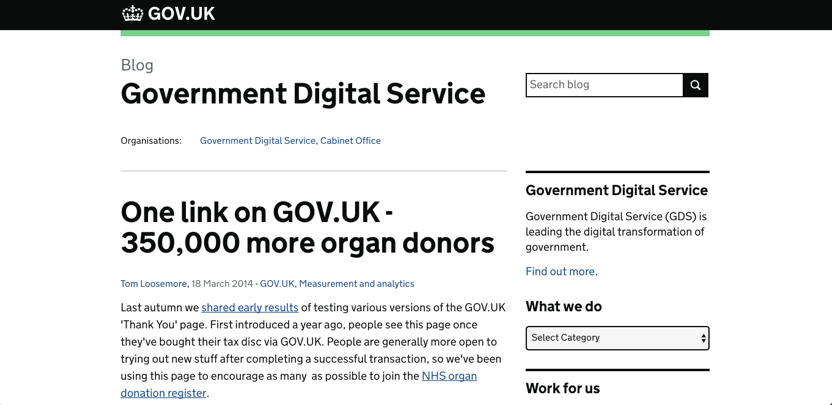 GOV.UK
Blog
Government Digital Service
Search blog
Organisations: Government Digital Service, Cabinet Office
One link on GOV.UK -
350,000 more organ donors
Tom Loosemore, 18 March 2014 - GOV.UK, Measurement and analytics
Last autumn we shared early results of testing various versions of the GOV.UK
'Thank You' page. First introduced a year ago, people see this page once
they've bought their tax disc via GOV.UK. People are generally more open to
trying out new stuff after completing a successful transaction, so we've been
using this page to encourage as many as possible to join the NHS organ
donation register.
Government Digital Service
Government Digital Service (GDS) is
leading the digital transformation of
government.
Find out more.
What we do
Select Category
Work for us